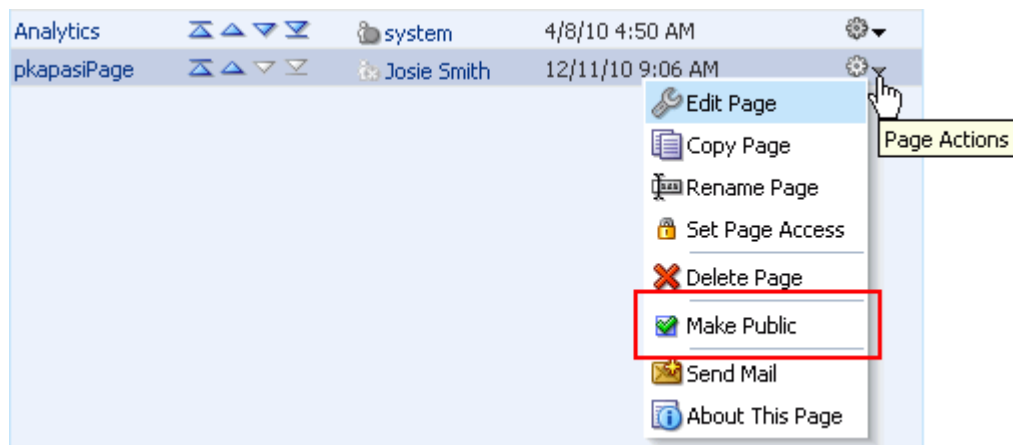 Analytics system 4/8/10 4:50 AM
pkapasiPage Josie Smith 12/11/10 9:06 AM
Edit Page
Page Actions
Copy Page
Rename Page
Set Page Access
Delete Page
Make Public
Send Mail
About This Page